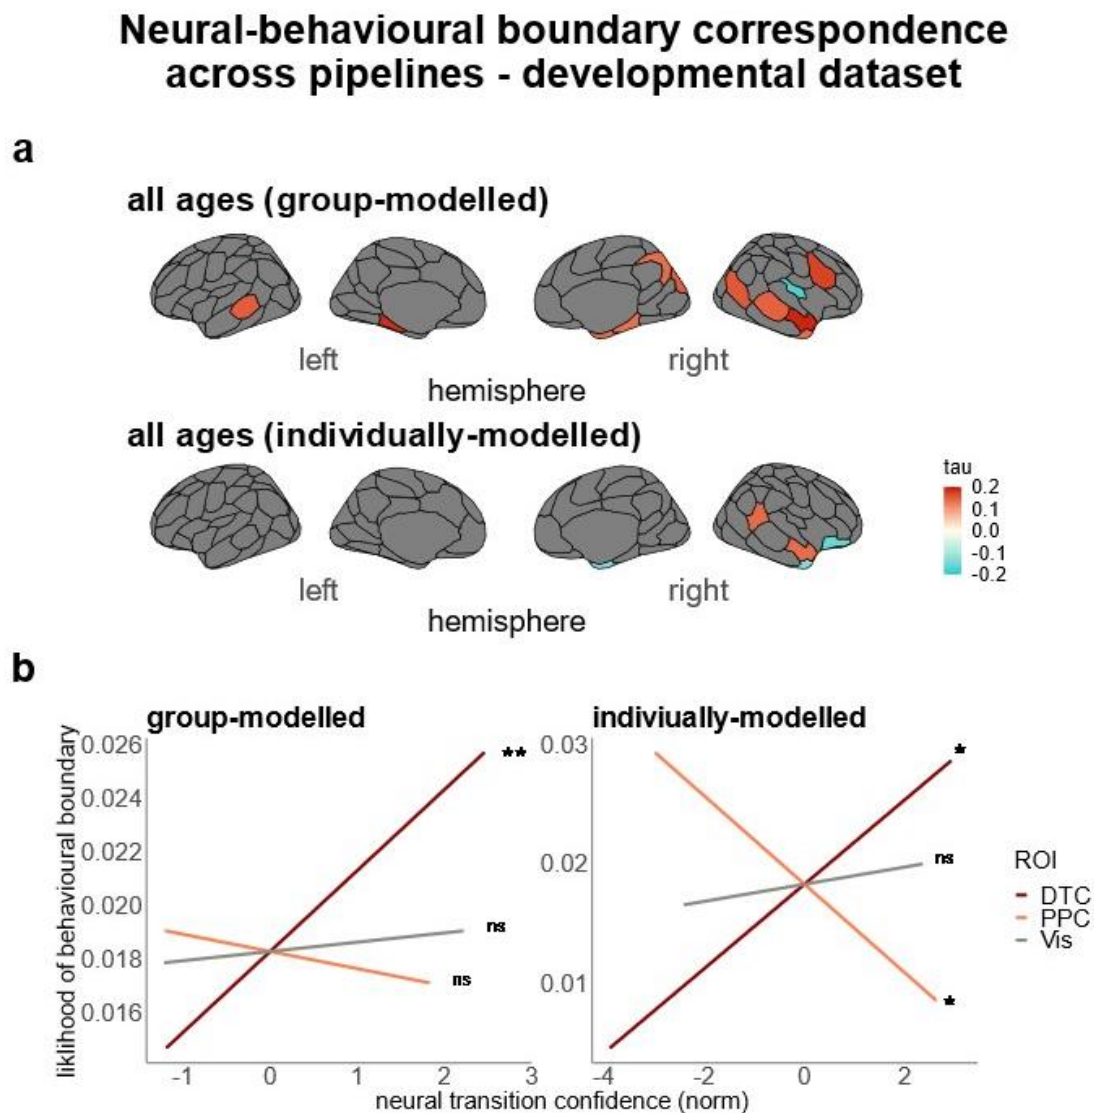 Neural-behavioural boundary correspondence
across pipelines - developmental dataset
a
all ages (group-modelled)
left
right
hemisphere
all ages (individually-modelled)
left
right
hemisphere
tau
0.2
0.1
0.0
-0.1
-0.2
b
group-modelled
liklihood of behavioural boundary
0.026
0.024
0.022
0.020
0.018
0.016
**
ns
ns
-1
0
1
2
3
indiviually-modelled
0.03
0.02
0.01
*
ns
*
-4
-2
0
2
neural transition confidence (norm)
ROI
DTC
PPC
Vis